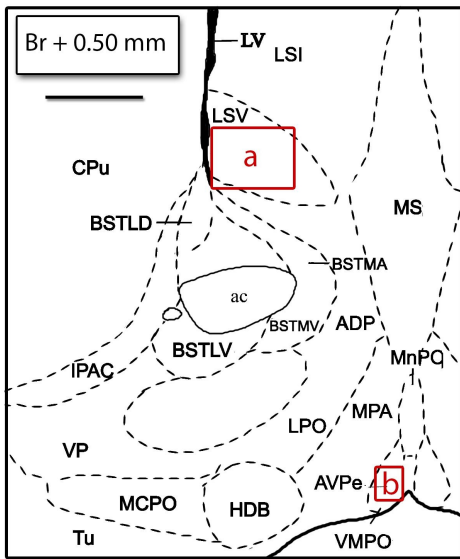 Br + 0.50 mm
LV
LSI
LSV
a
CPu
MS
BSTLD
BSTMA
ac
BSTMV
ADP
BSTLV
MnPO
IPAC
MPA
LPO
VP
AVPe
b
MCPO
HDB
Tu
VMPO